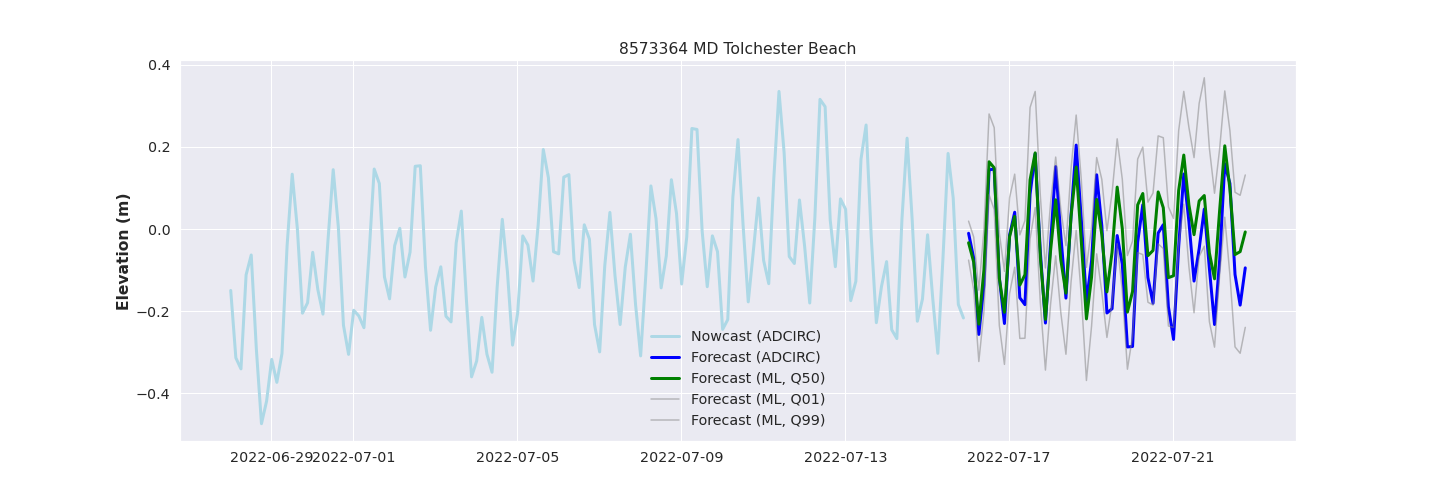 8573364 MD Tolchester Beach
Elevation (m)
0.4
0.2
0.0
−0.2
−0.4
Nowcast (ADCIRC)
Forecast (ADCIRC)
Forecast (ML, Q50)
Forecast (ML, Q01)
Forecast (ML, Q99)
2022-06-29 2022-07-01 2022-07-05 2022-07-09 2022-07-13 2022-07-17 2022-07-21